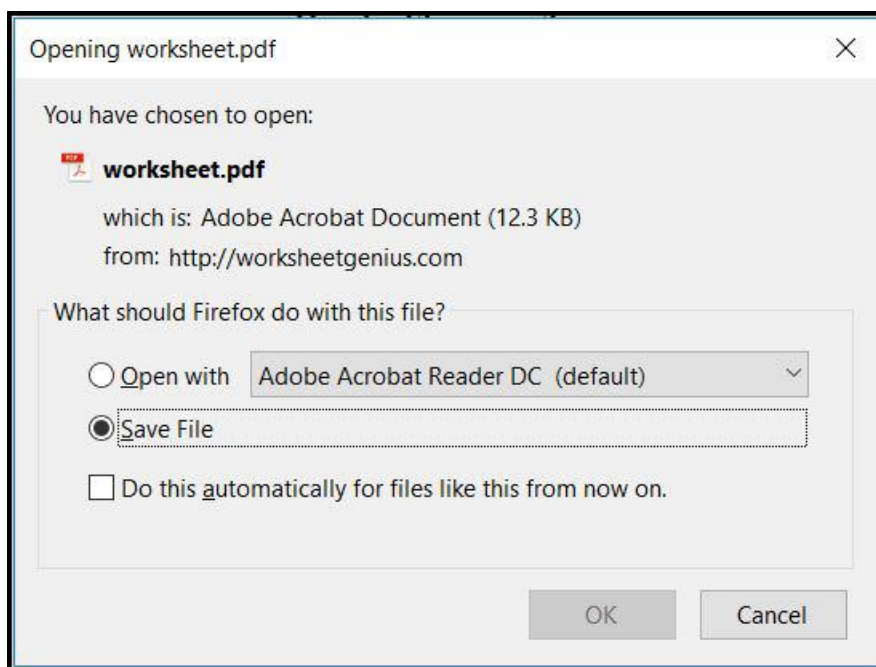 Opening worksheet.pdf
You have chosen to open:
worksheet.pdf
which is: Adobe Acrobat Document (12.3 KB)
from: http://worksheetgenius.com
What should Firefox do with this file?
Open with Adobe Acrobat Reader DC (default)
Save File
Do this automatically for files like this from now on.
OK Cancel